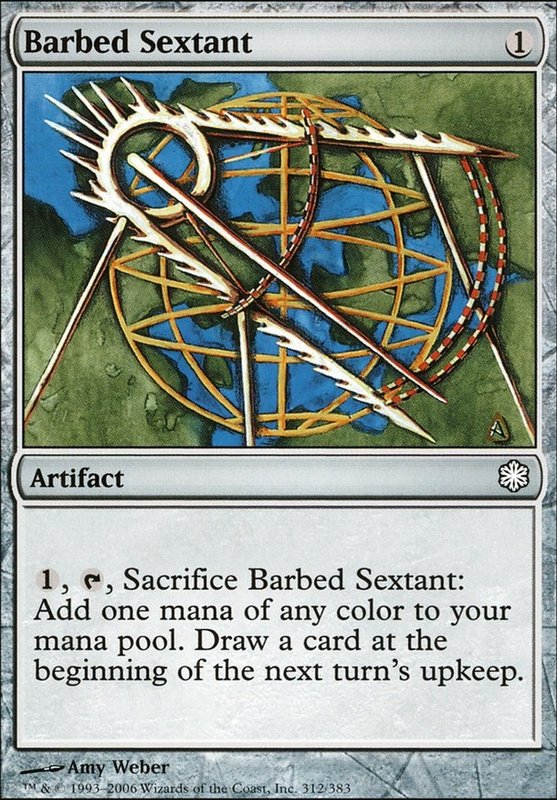 Barbed Sextant 1
Artifact
1, , Sacrifice Barbed Sextant:
Add one mana of any color to your
mana pool. Draw a card at the
beginning of the next turn's upkeep.
Amy Weber
™ & © 1993-2006 Wizards of the Coast, Inc. 312/383